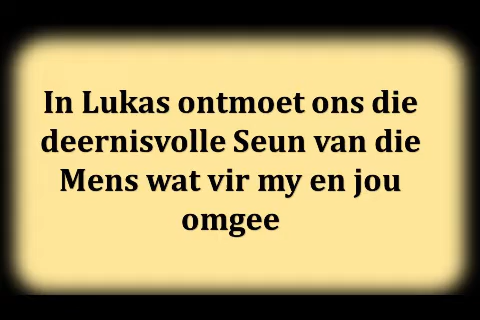 In Lukas ontmoet ons die
deernisvolle Seun van die
Mens wat vir my en jou
omgee